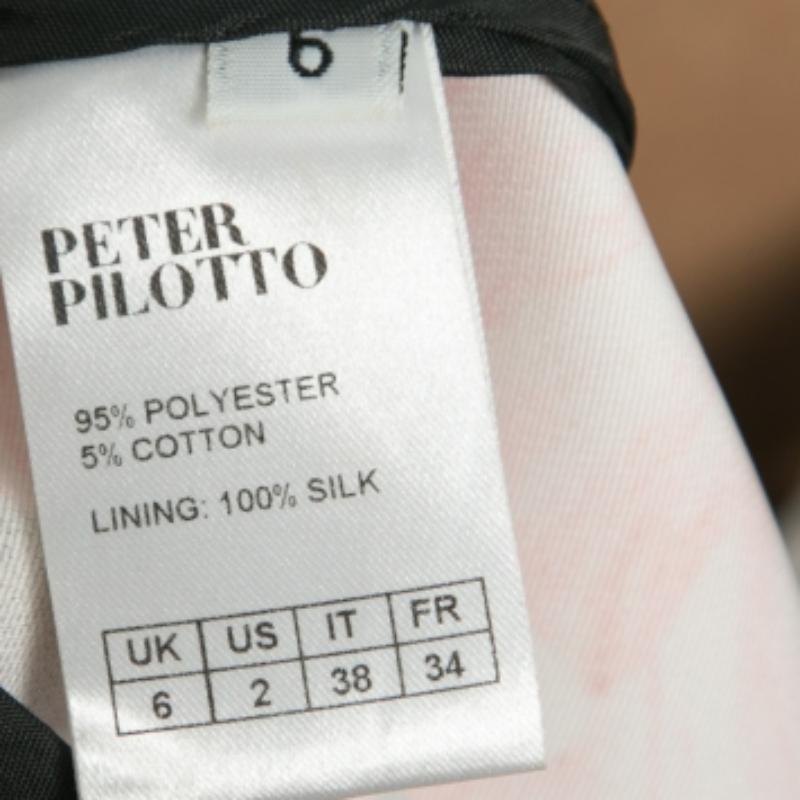 6
PETER
PILOTTO
95% POLYESTER
5% COTTON
LINING: 100% SILK
UK US IT FR
6 2 38 34